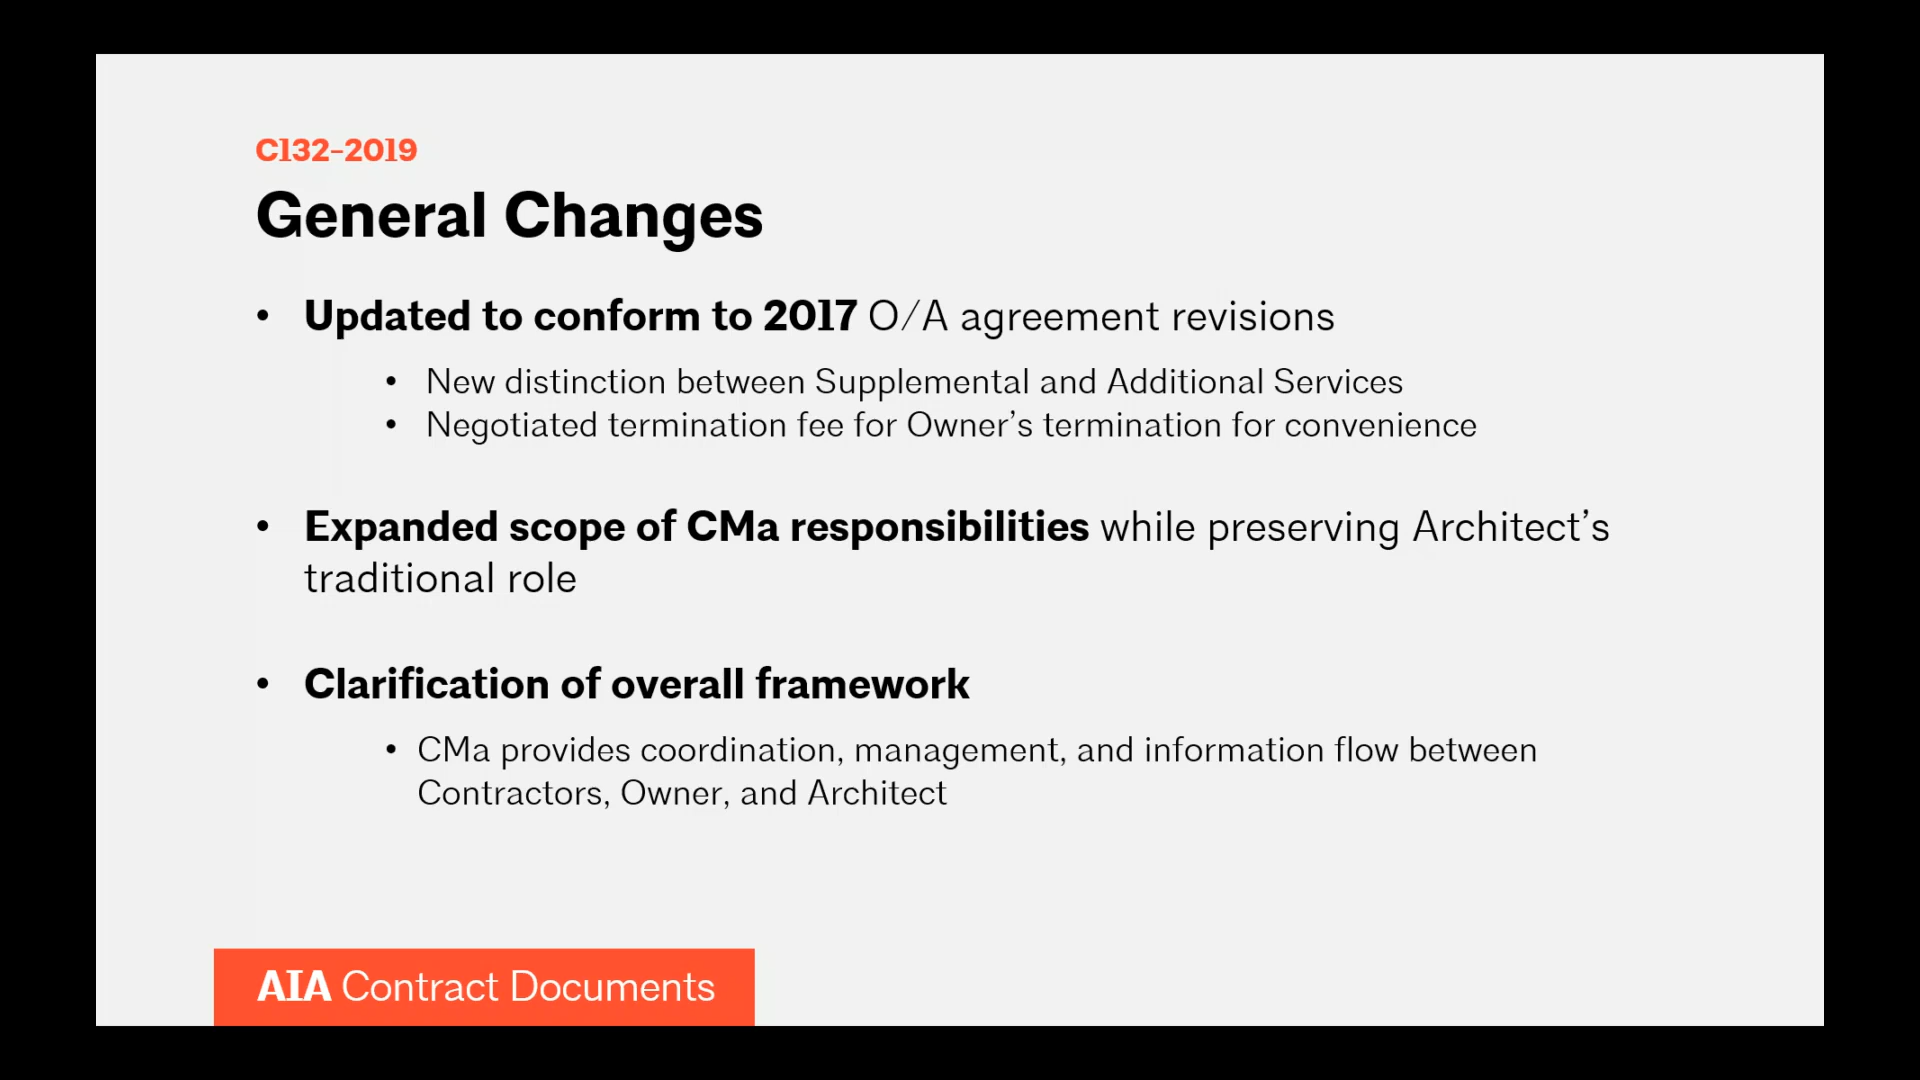 C132–2019
General Changes
• Updated to conform to 2017 O/A agreement revisions
• New distinction between Supplemental and Additional Services
• Negotiated termination fee for Owner’s termination for convenience
• Expanded scope of CMa responsibilities while preserving Architect’s
traditional role
• Clarification of overall framework
• CMa provides coordination, management, and information flow between
Contractors, Owner, and Architect
AIA Contract Documents